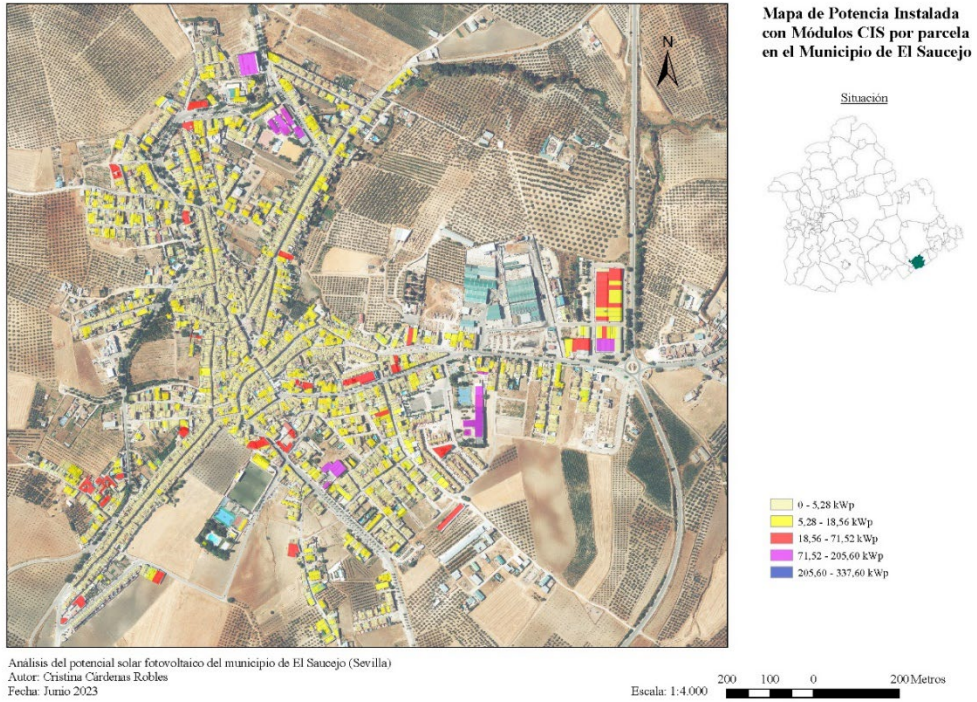 Mapa de Potencia Instalada
con Módulos CIS por parcela
en el Municipio de El Saucejo
N
Situación
0 - 5,28 kWp
5,28 - 18,56 kWp
18,56 - 71,52 kWp
71,52 - 205,60 kWp
205,60 - 337,60 kWp
Análisis del potencial solar fotovoltaico del municipio de El Saucejo (Sevilla)
Autor: Cristina Cárdenas Robles
Fecha: Junio 2023
Escala: 1:4.000
200 100 0 200 Metros